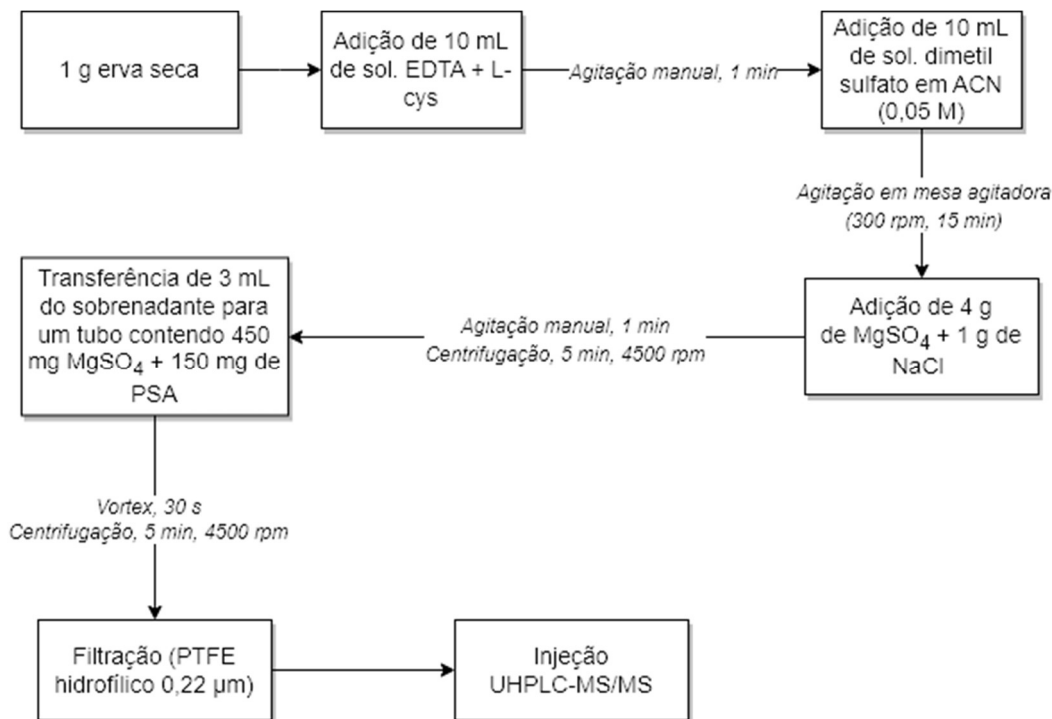 1 g erva seca
Adição de 10 mL
de sol. EDTA + L-
cys
Agitação manual, 1 min
Adição de 10 mL
de sol. dimetil
sulfato em ACN
(0,05 M)
Agitação em mesa agitadora
(300 rpm, 15 min)
Adição de 4 g
de MgSO₄ + 1 g de
NaCl
Agitação manual, 1 min
Centrifugação, 5 min, 4500 rpm
Transferência de 3 mL
do sobrenadante para
um tubo contendo 450
mg MgSO₄ + 150 mg de
PSA
Vortex, 30 s
Centrifugação, 5 min, 4500 rpm
Filtração (PTFE
hidrofílico 0,22 µm)
Injeção
UHPLC-MS/MS